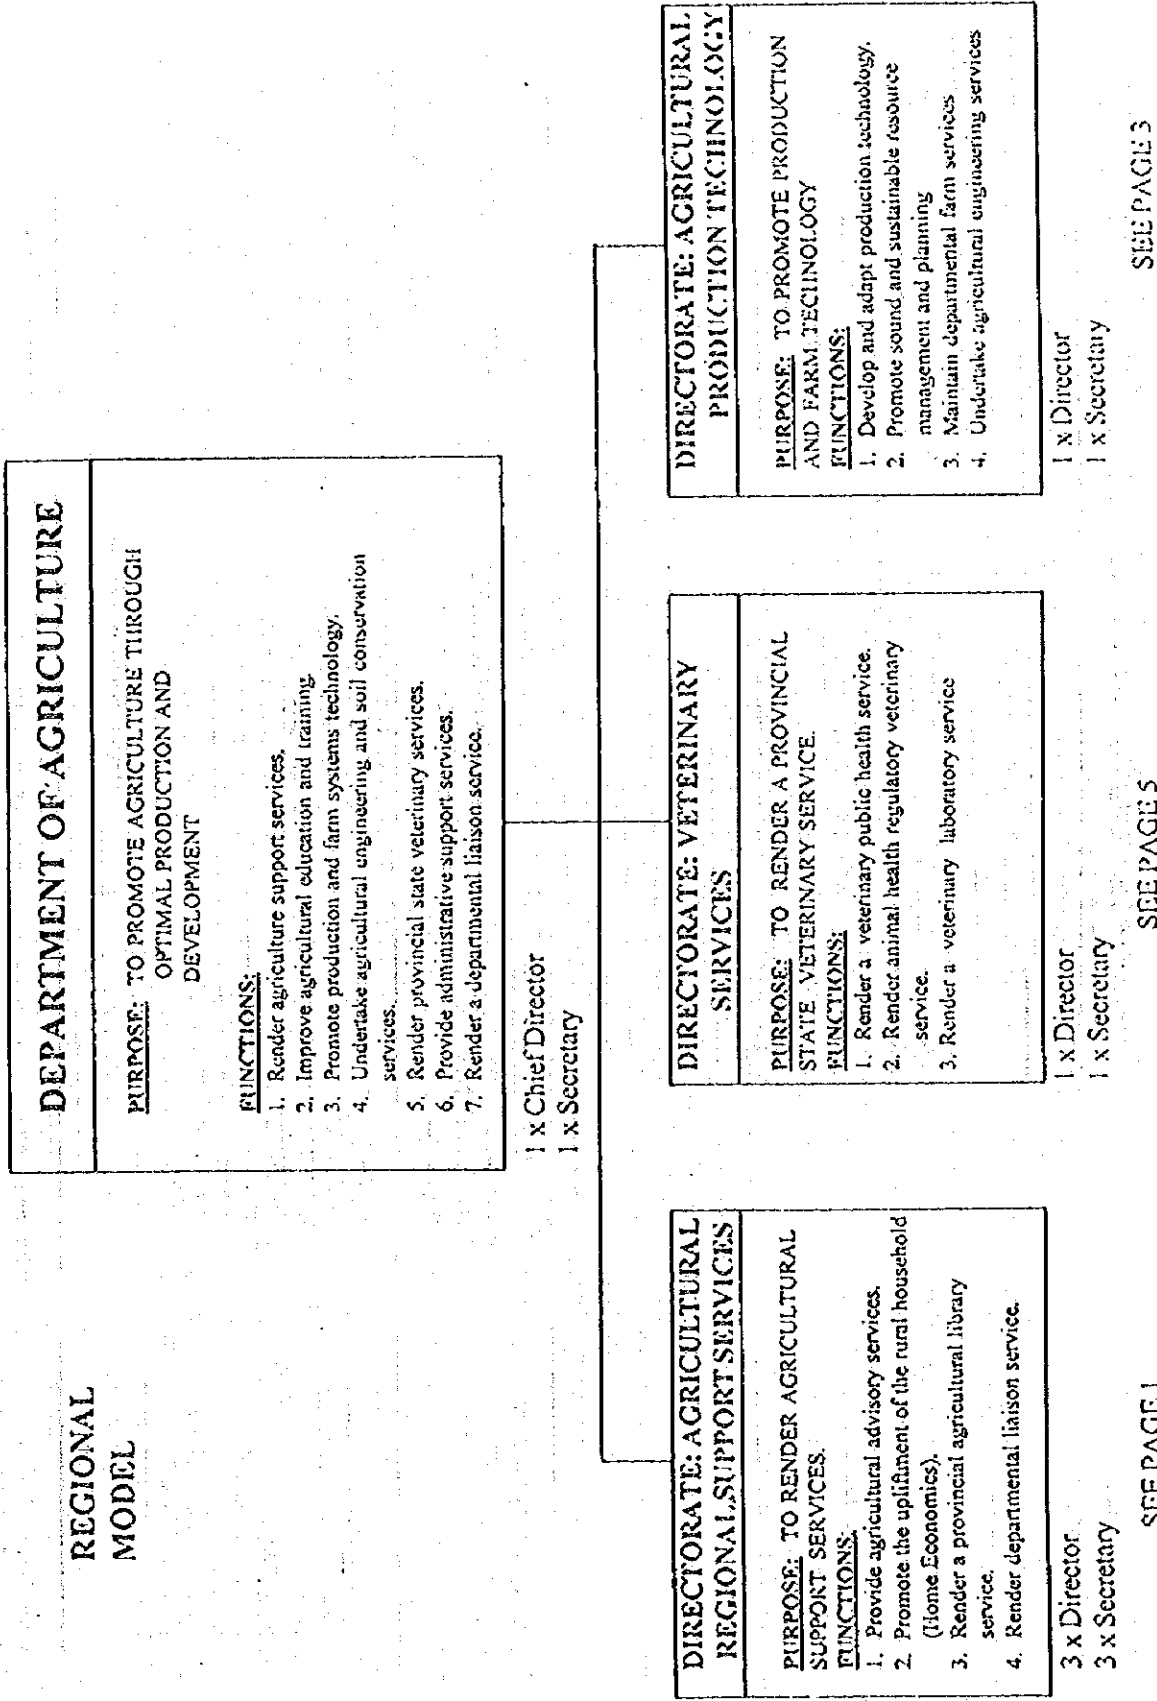 REGIONAL
MODEL
DEPARTMENT OF AGRICULTURE
PURPOSE: TO PROMOTE AGRICULTURE THROUGH
OPTIMAL PRODUCTION AND
DEVELOPMENT
FUNCTIONS:
1. Render agriculture support services.
2. Improve agricultural education and training.
3. Promote production and farm systems technology.
4. Undertake agricultural engineering and soil conservation
services.
5. Render provincial state veterinary services.
6. Provide administrative support services.
7. Render a departmental liaison service.
1 x Chief Director
1 x Secretary
DIRECTORATE: AGRICULTURAL
REGIONAL SUPPORT SERVICES
PURPOSE: TO RENDER AGRICULTURAL
SUPPORT SERVICES.
FUNCTIONS:
1. Provide agricultural advisory services.
2. Promote the upliftment of the rural household
(Home Economics).
3. Render a provincial agricultural library
service.
4. Render departmental liaison service.
3 x Director
3 x Secretary
SEE PAGE 1
DIRECTORATE: VETERINARY
SERVICES
PURPOSE: TO RENDER A PROVINCIAL
STATE VETERINARY SERVICE.
FUNCTIONS:
1. Render a veterinary public health service.
2. Render animal health regulatory veterinary
service.
3. Render a veterinary laboratory service
1 x Director
1 x Secretary
SEE PAGE 5
DIRECTORATE: AGRICULTURAL
PRODUCTION TECHNOLOGY
PURPOSE: TO PROMOTE PRODUCTION
AND FARM TECHNOLOGY
FUNCTIONS:
1. Develop and adapt production technology.
2. Promote sound and sustainable resource
management and planning
3. Maintain departmental farm services
4. Undertake agricultural engineering services
1 x Director
1 x Secretary
SEE PAGE 3